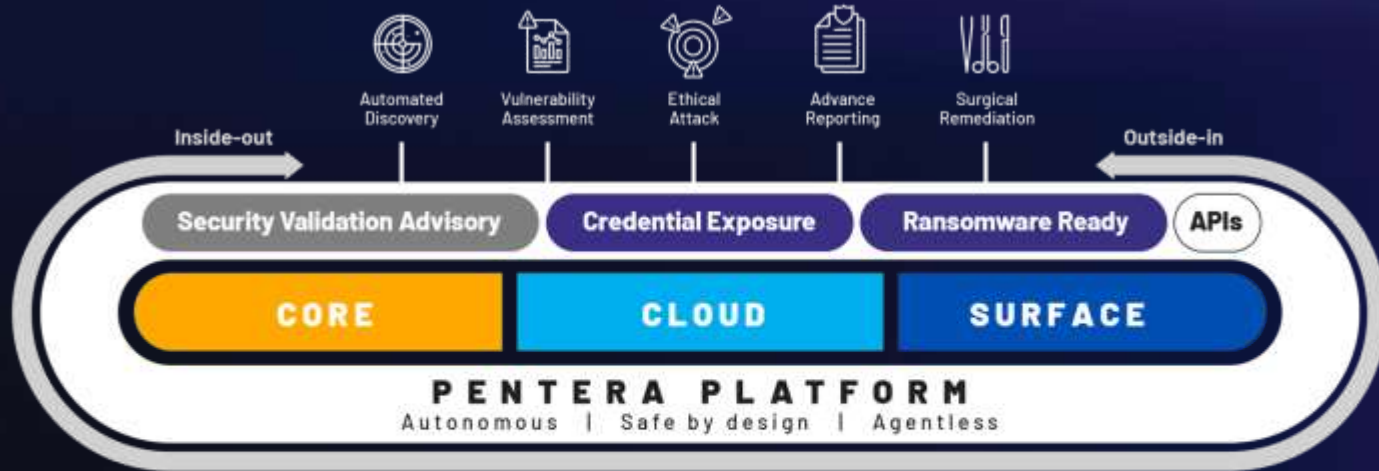 Automated
Discovery
Vulnerability
Assessment
Ethical
Attack
Advance
Reporting
Surgical
Remediation
Inside-out
Outside-in
Security Validation Advisory
Credential Exposure
Ransomware Ready
APIs
CORE
CLOUD
SURFACE
PENTERA PLATFORM
Autonomous | Safe by design | Agentless